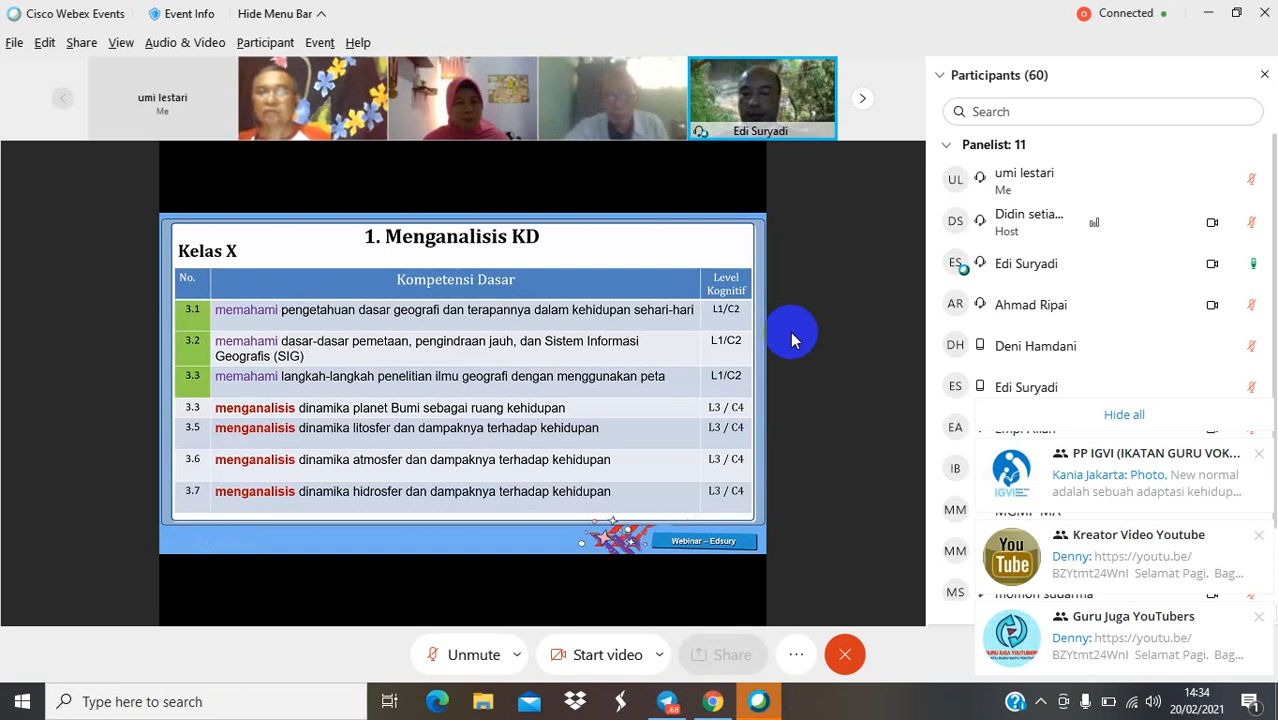 Cisco Webex Events
Event Info
Hide Menu Bar
Connected
File Edit Share View Audio & Video Participant Event Help
umi lestari
Me
Edi Suryadi
1. Menganalisis KD
Kelas X
No. Kompetensi Dasar Level Kognitif
3.1 memahami pengetahuan dasar geografi dan terapannya dalam kehidupan sehari-hari L1/C2
3.2 memahami dasar-dasar pemetaan, pengindraan jauh, dan Sistem Informasi L1/C2
Geografis (SIG)
3.3 memahami langkah-langkah penelitian ilmu geografi dengan menggunakan peta L1/C2
3.3 menganalisis dinamika planet Bumi sebagai ruang kehidupan L3 / C4
3.5 menganalisis dinamika litosfer dan dampaknya terhadap kehidupan L3 / C4
3.6 menganalisis dinamika atmosfer dan dampaknya terhadap kehidupan L3 / C4
3.7 menganalisis dinamika hidrosfer dan dampaknya terhadap kehidupan L3 / C4
Webinar – Edsury
Participants (60)
Search
Panelist: 11
UL umi lestari
Me
DS Didin setia...
Host
ES Edi Suryadi
AR Ahmad Ripai
DH Deni Hamdani
ES Edi Suryadi
EA
IB
MM
MM
MS
Hide all
PP IGVI (IKATAN GURU VOK...
Kania Jakarta: Photo, New normal
adalah sebuah adaptasi kehidup...
IGVI
Kreator Video Youtube
Denny: https://youtu.be/
BZYtmt24WnI Selamat Pagi. Bag...
You
Tube
Guru Juga YouTubers
Denny: https://youtu.be/
BZYtmt24WnI Selamat Pagi. Bag...
GURU JUGA YOUTUBERS
Unmute
Start video
Share
Type here to search
68
14:34
20/02/2021
1